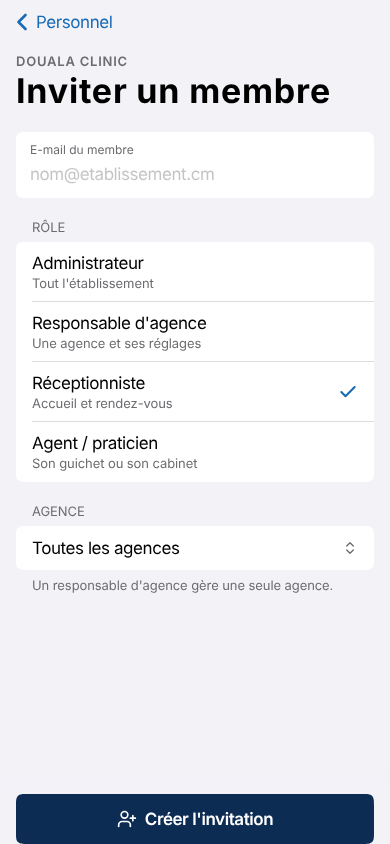 Personnel
DOUALA CLINIC
Inviter un membre
E-mail du membre
nom@etablissement.cm
RÔLE
Administrateur
Tout l'établissement
Responsable d'agence
Une agence et ses réglages
Réceptionniste
Accueil et rendez-vous
Agent / praticien
Son guichet ou son cabinet
AGENCE
Toutes les agences
Un responsable d'agence gère une seule agence.
Créer l'invitation